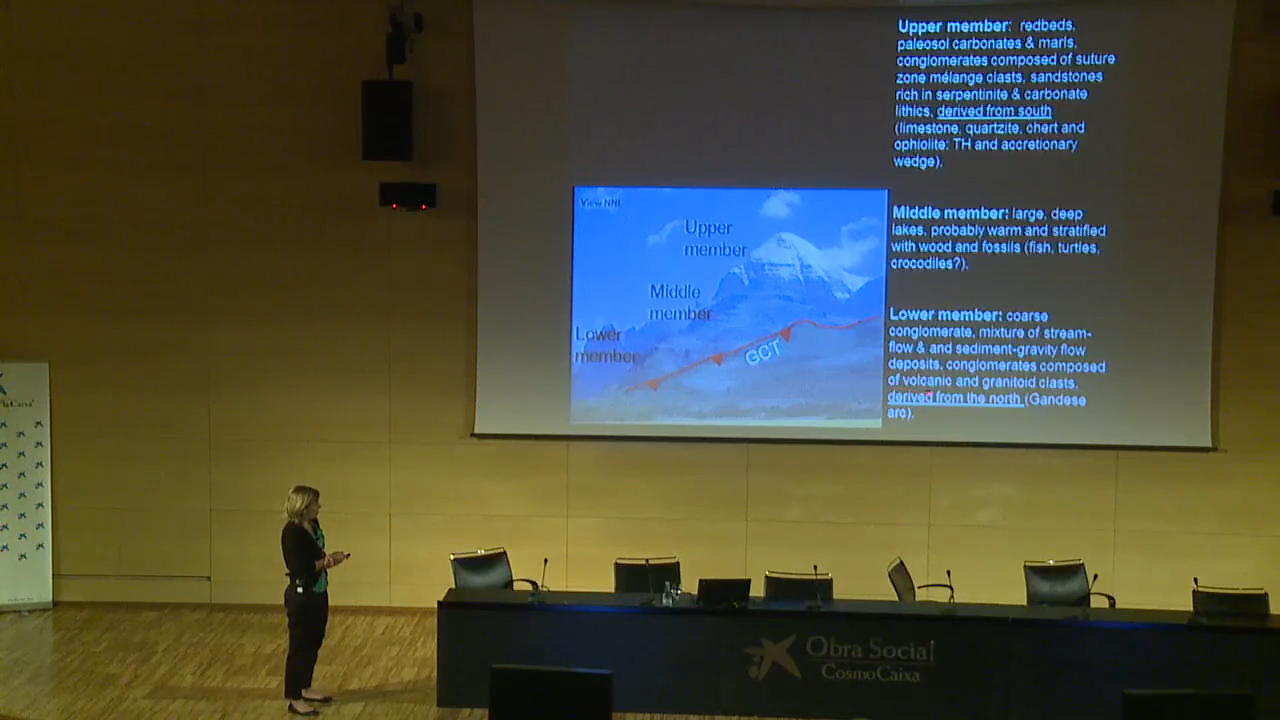 Upper member: redbeds,
paleosol carbonates & marls,
conglomerates composed of suture
zone mélange clasts, sandstones
rich in serpentinite & carbonate
lithics, derived from south
(limestone, quartzite, chert and
ophiolite: TH and accretionary
wedge).
View NNE
Upper
member
Middle
member
Lower
member
GCT
Middle member: large, deep
lakes, probably warm and stratified
with wood and fossils (fish, turtles,
crocodiles?).
Lower member: coarse
conglomerate, mixture of stream-
flow & and sediment-gravity flow
deposits, conglomerates composed
of volcanic and granitoid clasts,
derived from the north (Gandese
arc).
"la Caixa"
Obra Social
CosmoCaixa